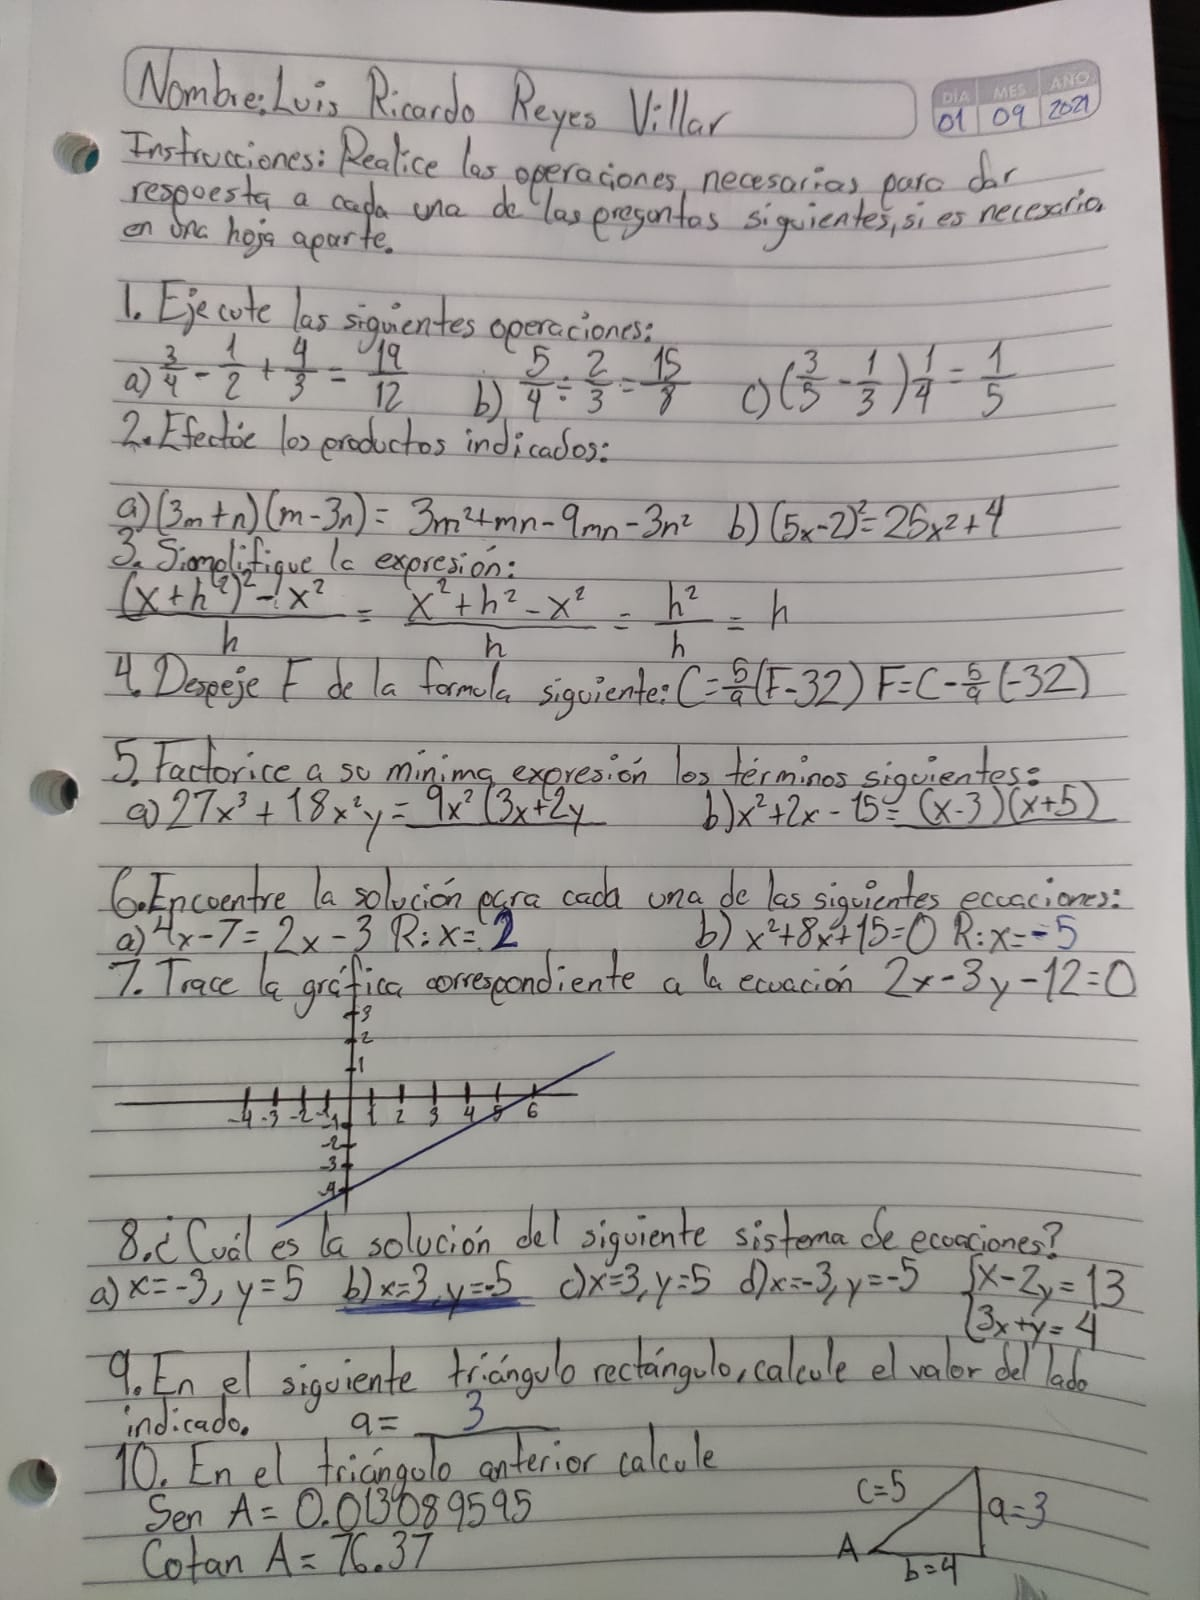 Nombre: Luis Ricardo Reyes Villar
DIA MES AÑO
01 09 2021
Instrucciones: Realice las operaciones necesarias para dar
respuesta a cada una de las preguntas siguientes, si es necesario,
en una hoja aparte.
1. Ejecute las siguientes operaciones:
a) 3/4 - 1/2 + 4/3 = 19/12 b) 5/4 ÷ 2/3 = 15/8 c) (3/5 - 1/3) 1/4 = 1/5
2. Efectúe los productos indicados:
a) (3m+n)(m-3n) = 3m²+mn-9mn-3n² b) (5x-2)² = 25x²+4
3. Simplifique la expresión:
(x+h²)² - x² / h = x²+h²-x² / h = h²/h = h
4. Despeje F de la formula siguiente: C = 5/9 (F-32) F = C - 5/9 (-32)
5. Factorice a su mínima expresión los términos siguientes:
a) 27x³ + 18x²y = 9x² (3x+2y b) x²+2x-15 = (x-3)(x+5)
6. Encuentre la solución para cada una de las siguientes ecuaciones:
a) 4x-7=2x-3 R: x= 2 b) x²+8x+15=0 R: x= -5
7. Trace la gráfica correspondiente a la ecuación 2x-3y-12=0
3
2
1
-4 -3 -2 -1 1 2 3 4 5 6
-1
-2
-3
-4
8. ¿Cuál es la solución del siguiente sistema de ecuaciones?
a) x=-3, y=5 b) x=3, y=-5 c) x=3, y=5 d) x=-3, y=-5 {x-2y=13
{3x+y=4
9. En el siguiente triángulo rectángulo, calcule el valor del lado
indicado. a= 3
10. En el triángulo anterior calcule
Sen A= 0.013089595
Cotan A= 76.37
c=5
a=3
A
b=4